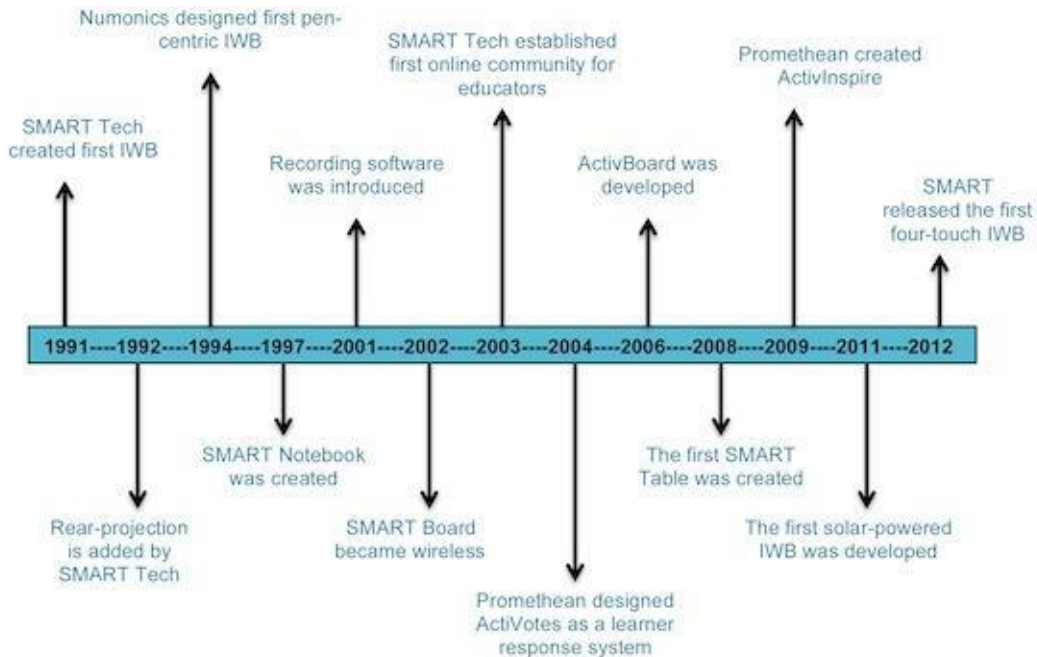 Numonics designed first pen-
centric IWB
SMART Tech established
first online community for
educators
Promethean created
ActivInspire
SMART Tech
created first IWB
Recording software
was introduced
ActivBoard was
developed
SMART
released the first
four-touch IWB
1991----1992----1994----1997----2001----2002----2003----2004----2006----2008----2009----2011----2012
SMART Notebook
was created
The first SMART
Table was created
Rear-projection
is added by
SMART Tech
SMART Board
became wireless
The first solar-powered
IWB was developed
Promethean designed
ActiVotes as a learner
response system